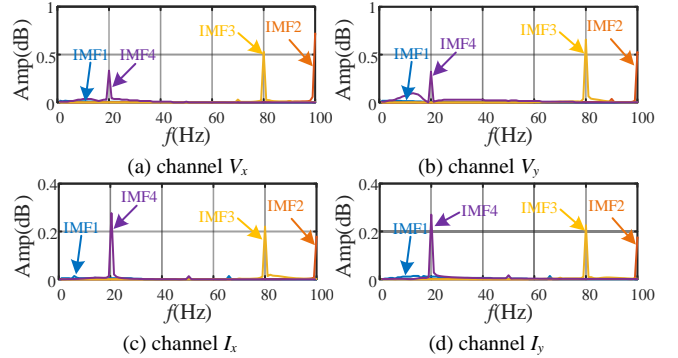 1
0.5
0
Amp(dB)
IMF1
IMF4
IMF3
IMF2
0 20 40 60 80 100
f(Hz)
(a) channel Vx
1
0.5
0
Amp(dB)
IMF1
IMF4
IMF3
IMF2
0 20 40 60 80 100
f(Hz)
(b) channel Vy
0.4
0.2
0
Amp(dB)
IMF1
IMF4
IMF3
IMF2
0 20 40 60 80 100
f(Hz)
(c) channel Ix
0.4
0.2
0
Amp(dB)
IMF1
IMF4
IMF3
IMF2
0 20 40 60 80 100
f(Hz)
(d) channel Iy